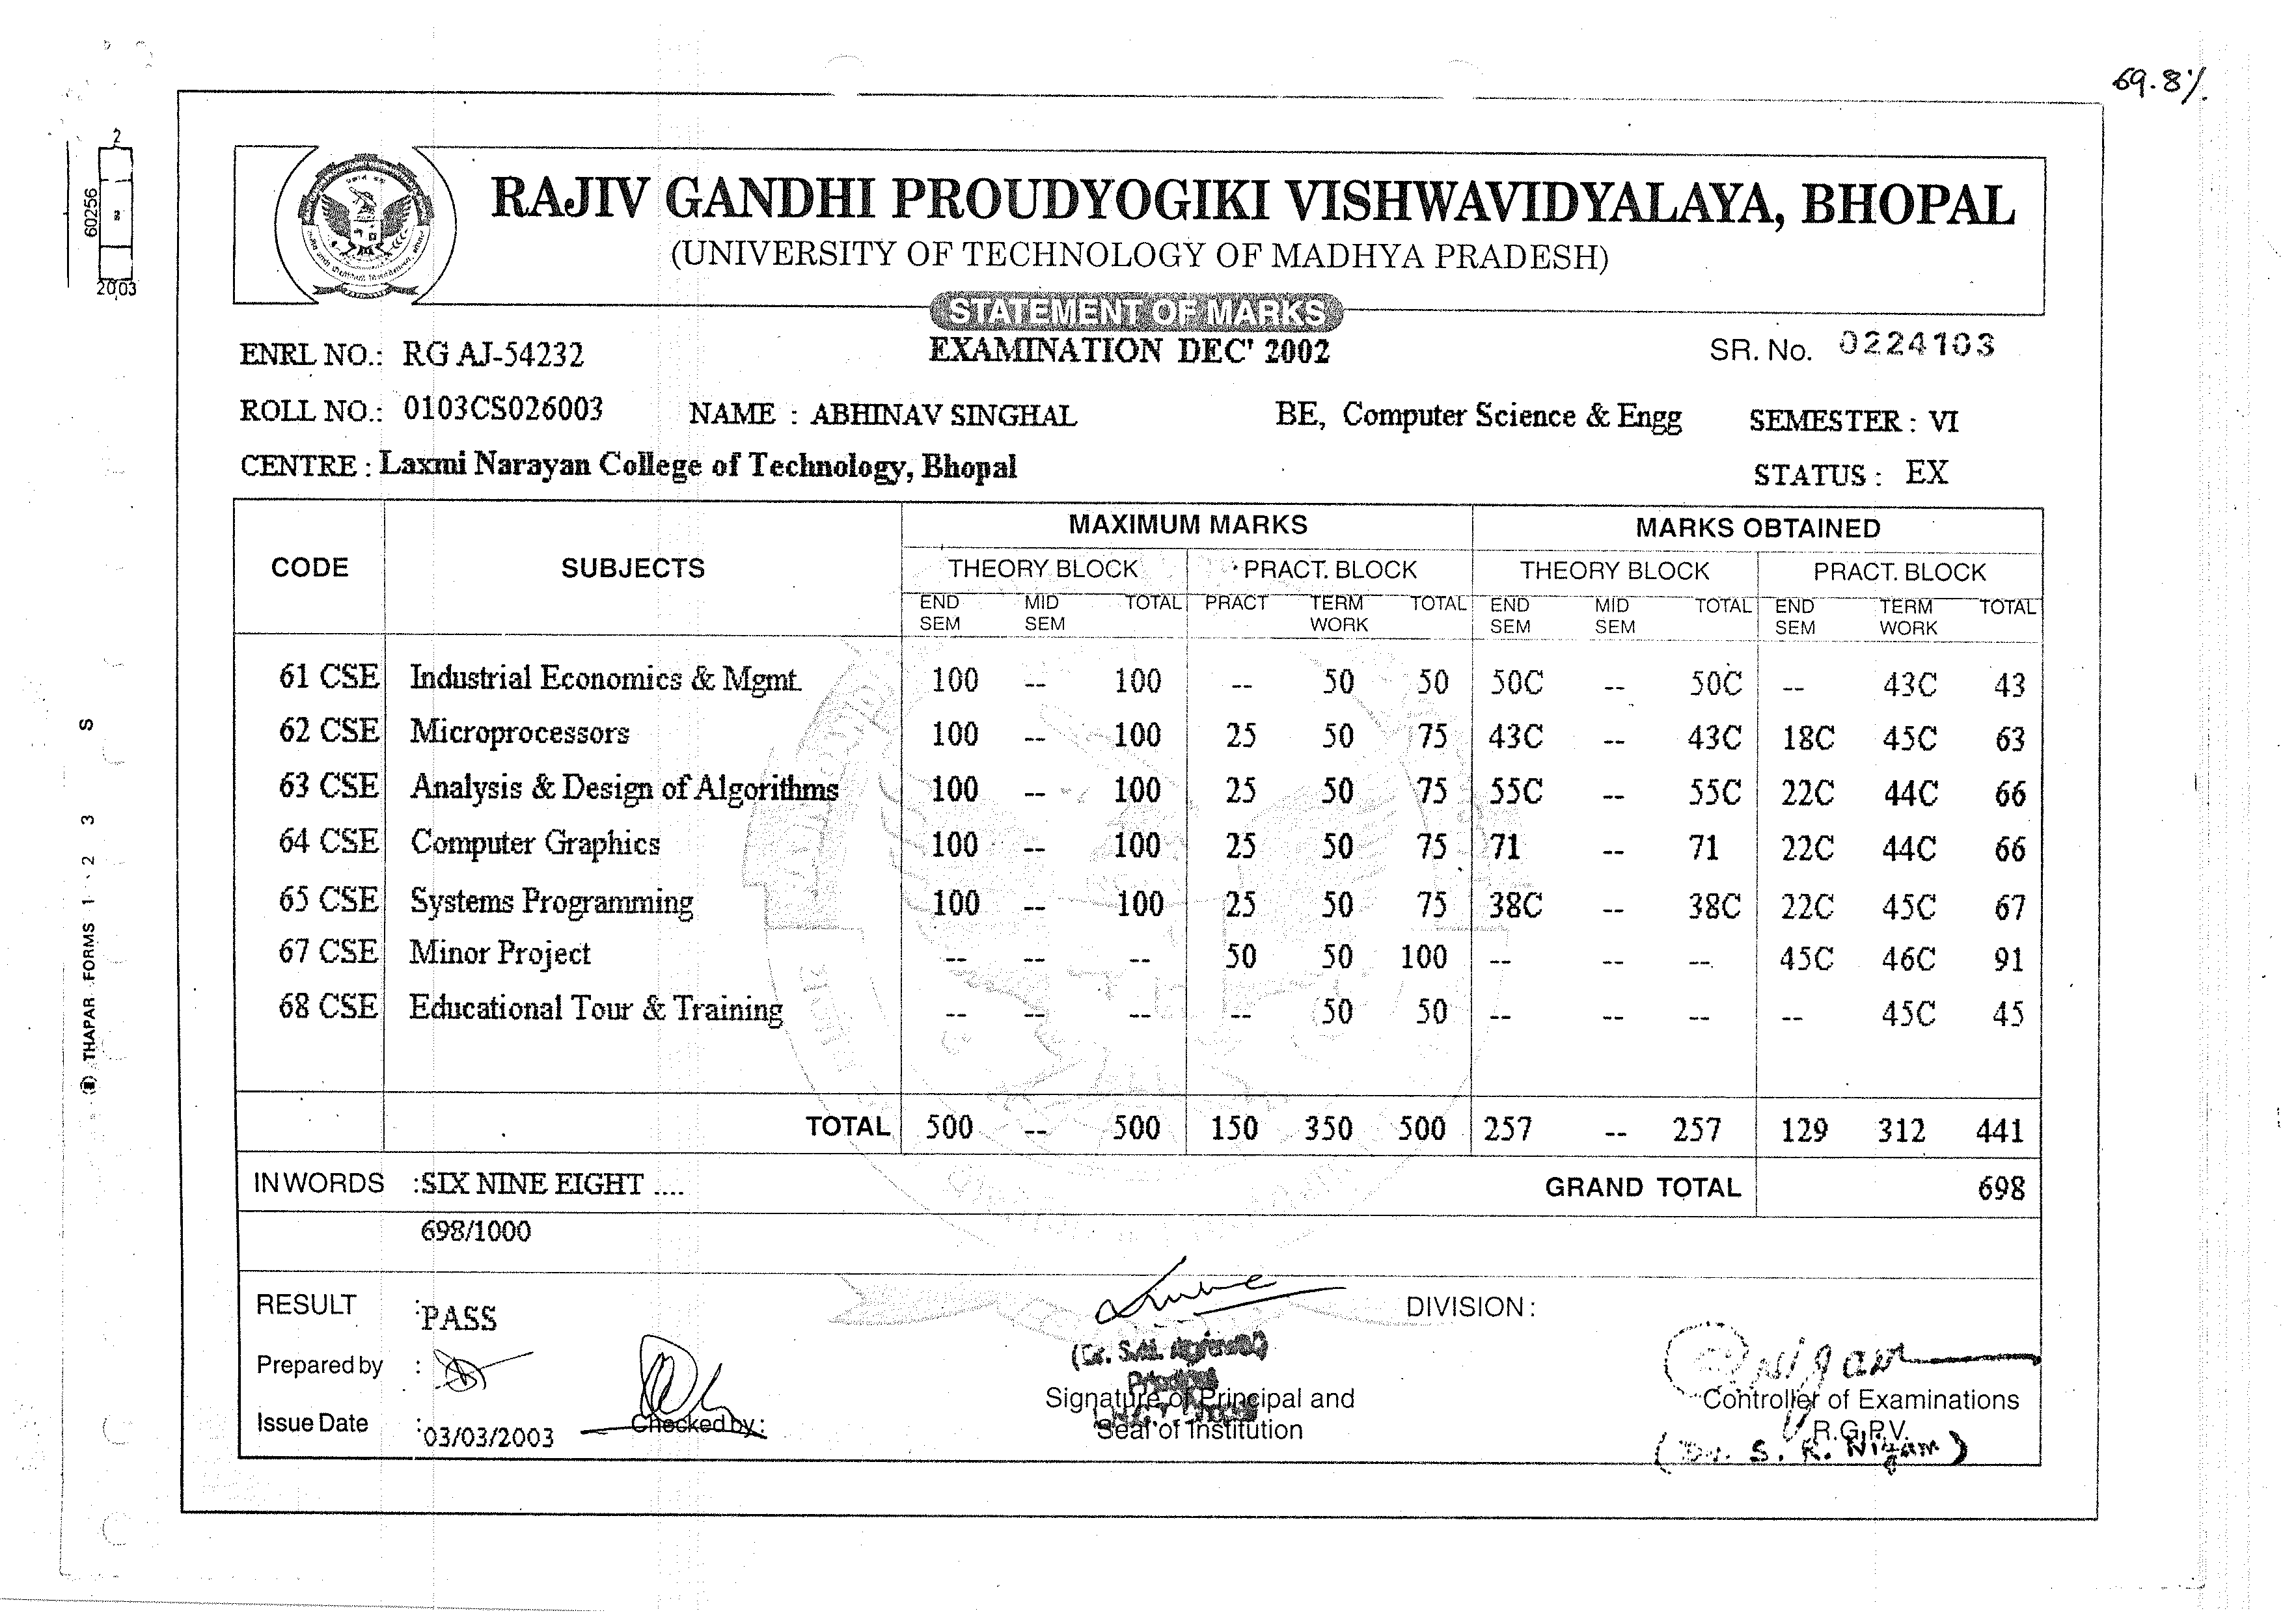 69.8%
RAJIV GANDHI PROUDYOGIKI VISHWAVIDYALAYA, BHOPAL
(UNIVERSITY OF TECHNOLOGY OF MADHYA PRADESH)
STATEMENT OF MARKS
ENRL NO.: RG AJ-54232 EXAMINATION DEC' 2002 SR. No. 0224103
ROLL NO.: 0103CS026003 NAME : ABHINAV SINGHAL BE, Computer Science & Engg SEMESTER : VI
CENTRE : Laxmi Narayan College of Technology, Bhopal STATUS : EX
CODE SUBJECTS MAXIMUM MARKS MARKS OBTAINED
THEORY BLOCK PRACT. BLOCK THEORY BLOCK PRACT. BLOCK
END SEM MID SEM TOTAL PRACT TERM WORK TOTAL END SEM MID SEM TOTAL END SEM TERM WORK TOTAL
61 CSE Industrial Economics & Mgmt. 100 -- 100 -- 50 50 50C -- 50C -- 43C 43
62 CSE Microprocessors 100 -- 100 25 50 75 43C -- 43C 18C 45C 63
63 CSE Analysis & Design of Algorithms 100 -- 100 25 50 75 55C -- 55C 22C 44C 66
64 CSE Computer Graphics 100 -- 100 25 50 75 71 -- 71 22C 44C 66
65 CSE Systems Programming 100 -- 100 25 50 75 38C -- 38C 22C 45C 67
67 CSE Minor Project -- -- -- 50 50 100 -- -- -- 45C 46C 91
68 CSE Educational Tour & Training -- -- -- -- 50 50 -- -- -- -- 45C 45
TOTAL 500 -- 500 150 350 500 257 -- 257 129 312 441
IN WORDS :SIX NINE EIGHT .... GRAND TOTAL 698
698/1000
RESULT :PASS DIVISION :
Prepared by :
Issue Date :03/03/2003 Checked by :
Principal
Signature of Principal and
Seal of Institution
Nigam
Controller of Examinations
R.G.P.V.
(Dr. S. R. Nigam)
60256
2
2003
THAPAR FORMS 1 2 3 S